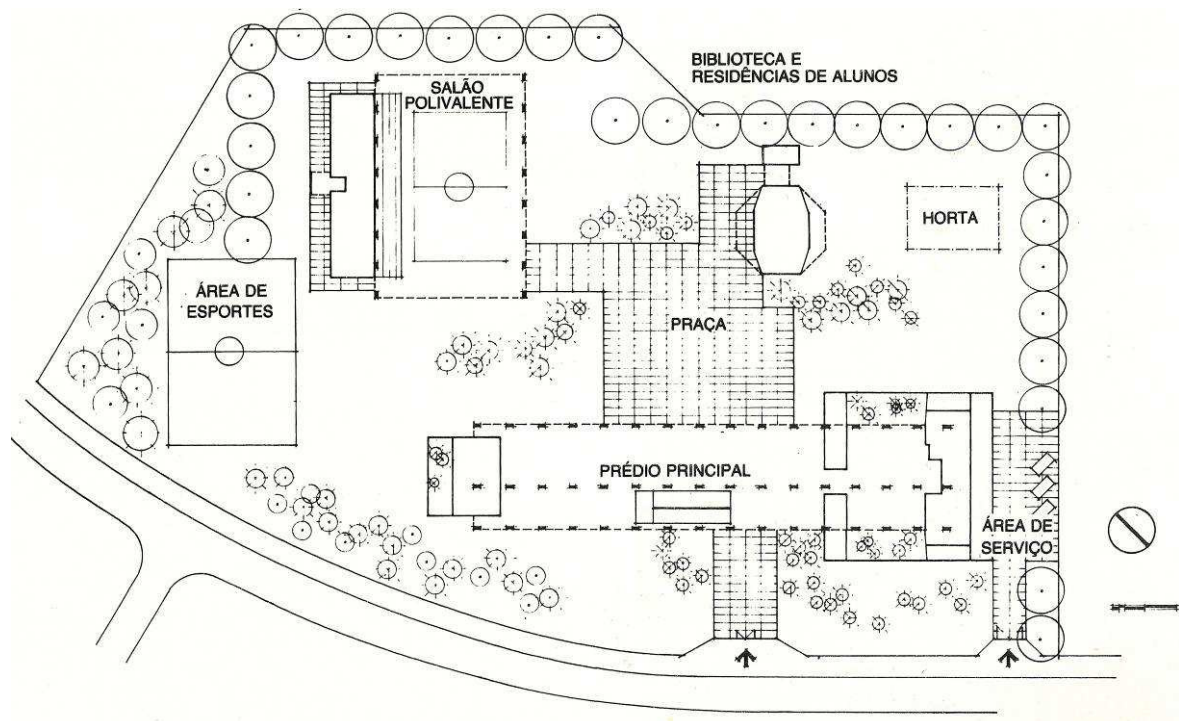 BIBLIOTECA E
RESIDÊNCIAS DE ALUNOS
SALÃO
POLIVALENTE
HORTA
ÁREA DE
ESPORTES
PRAÇA
PRÉDIO PRINCIPAL
ÁREA DE
SERVIÇO